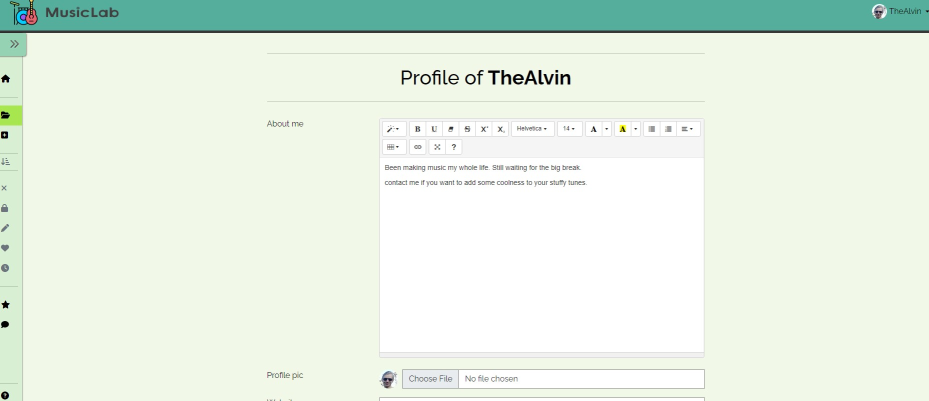 MusicLab
TheAlvin
Profile of TheAlvin
About me
B U S X² X₂ Helvetica 14 A A
?
Been making music my whole life. Still waiting for the big break.
contact me if you want to add some coolness to your stuffy tunes.
Profile pic
Choose File No file chosen